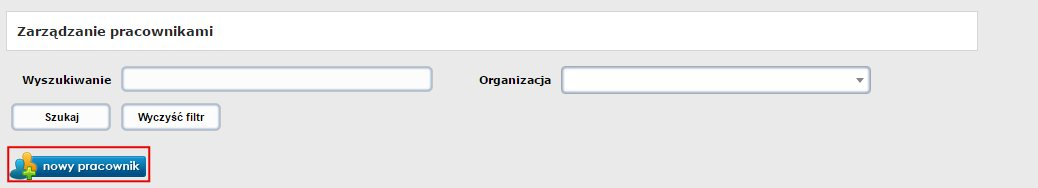 Zarządzanie pracownikami
Wyszukiwanie Organizacja
Szukaj Wyczyść filtr
nowy pracownik